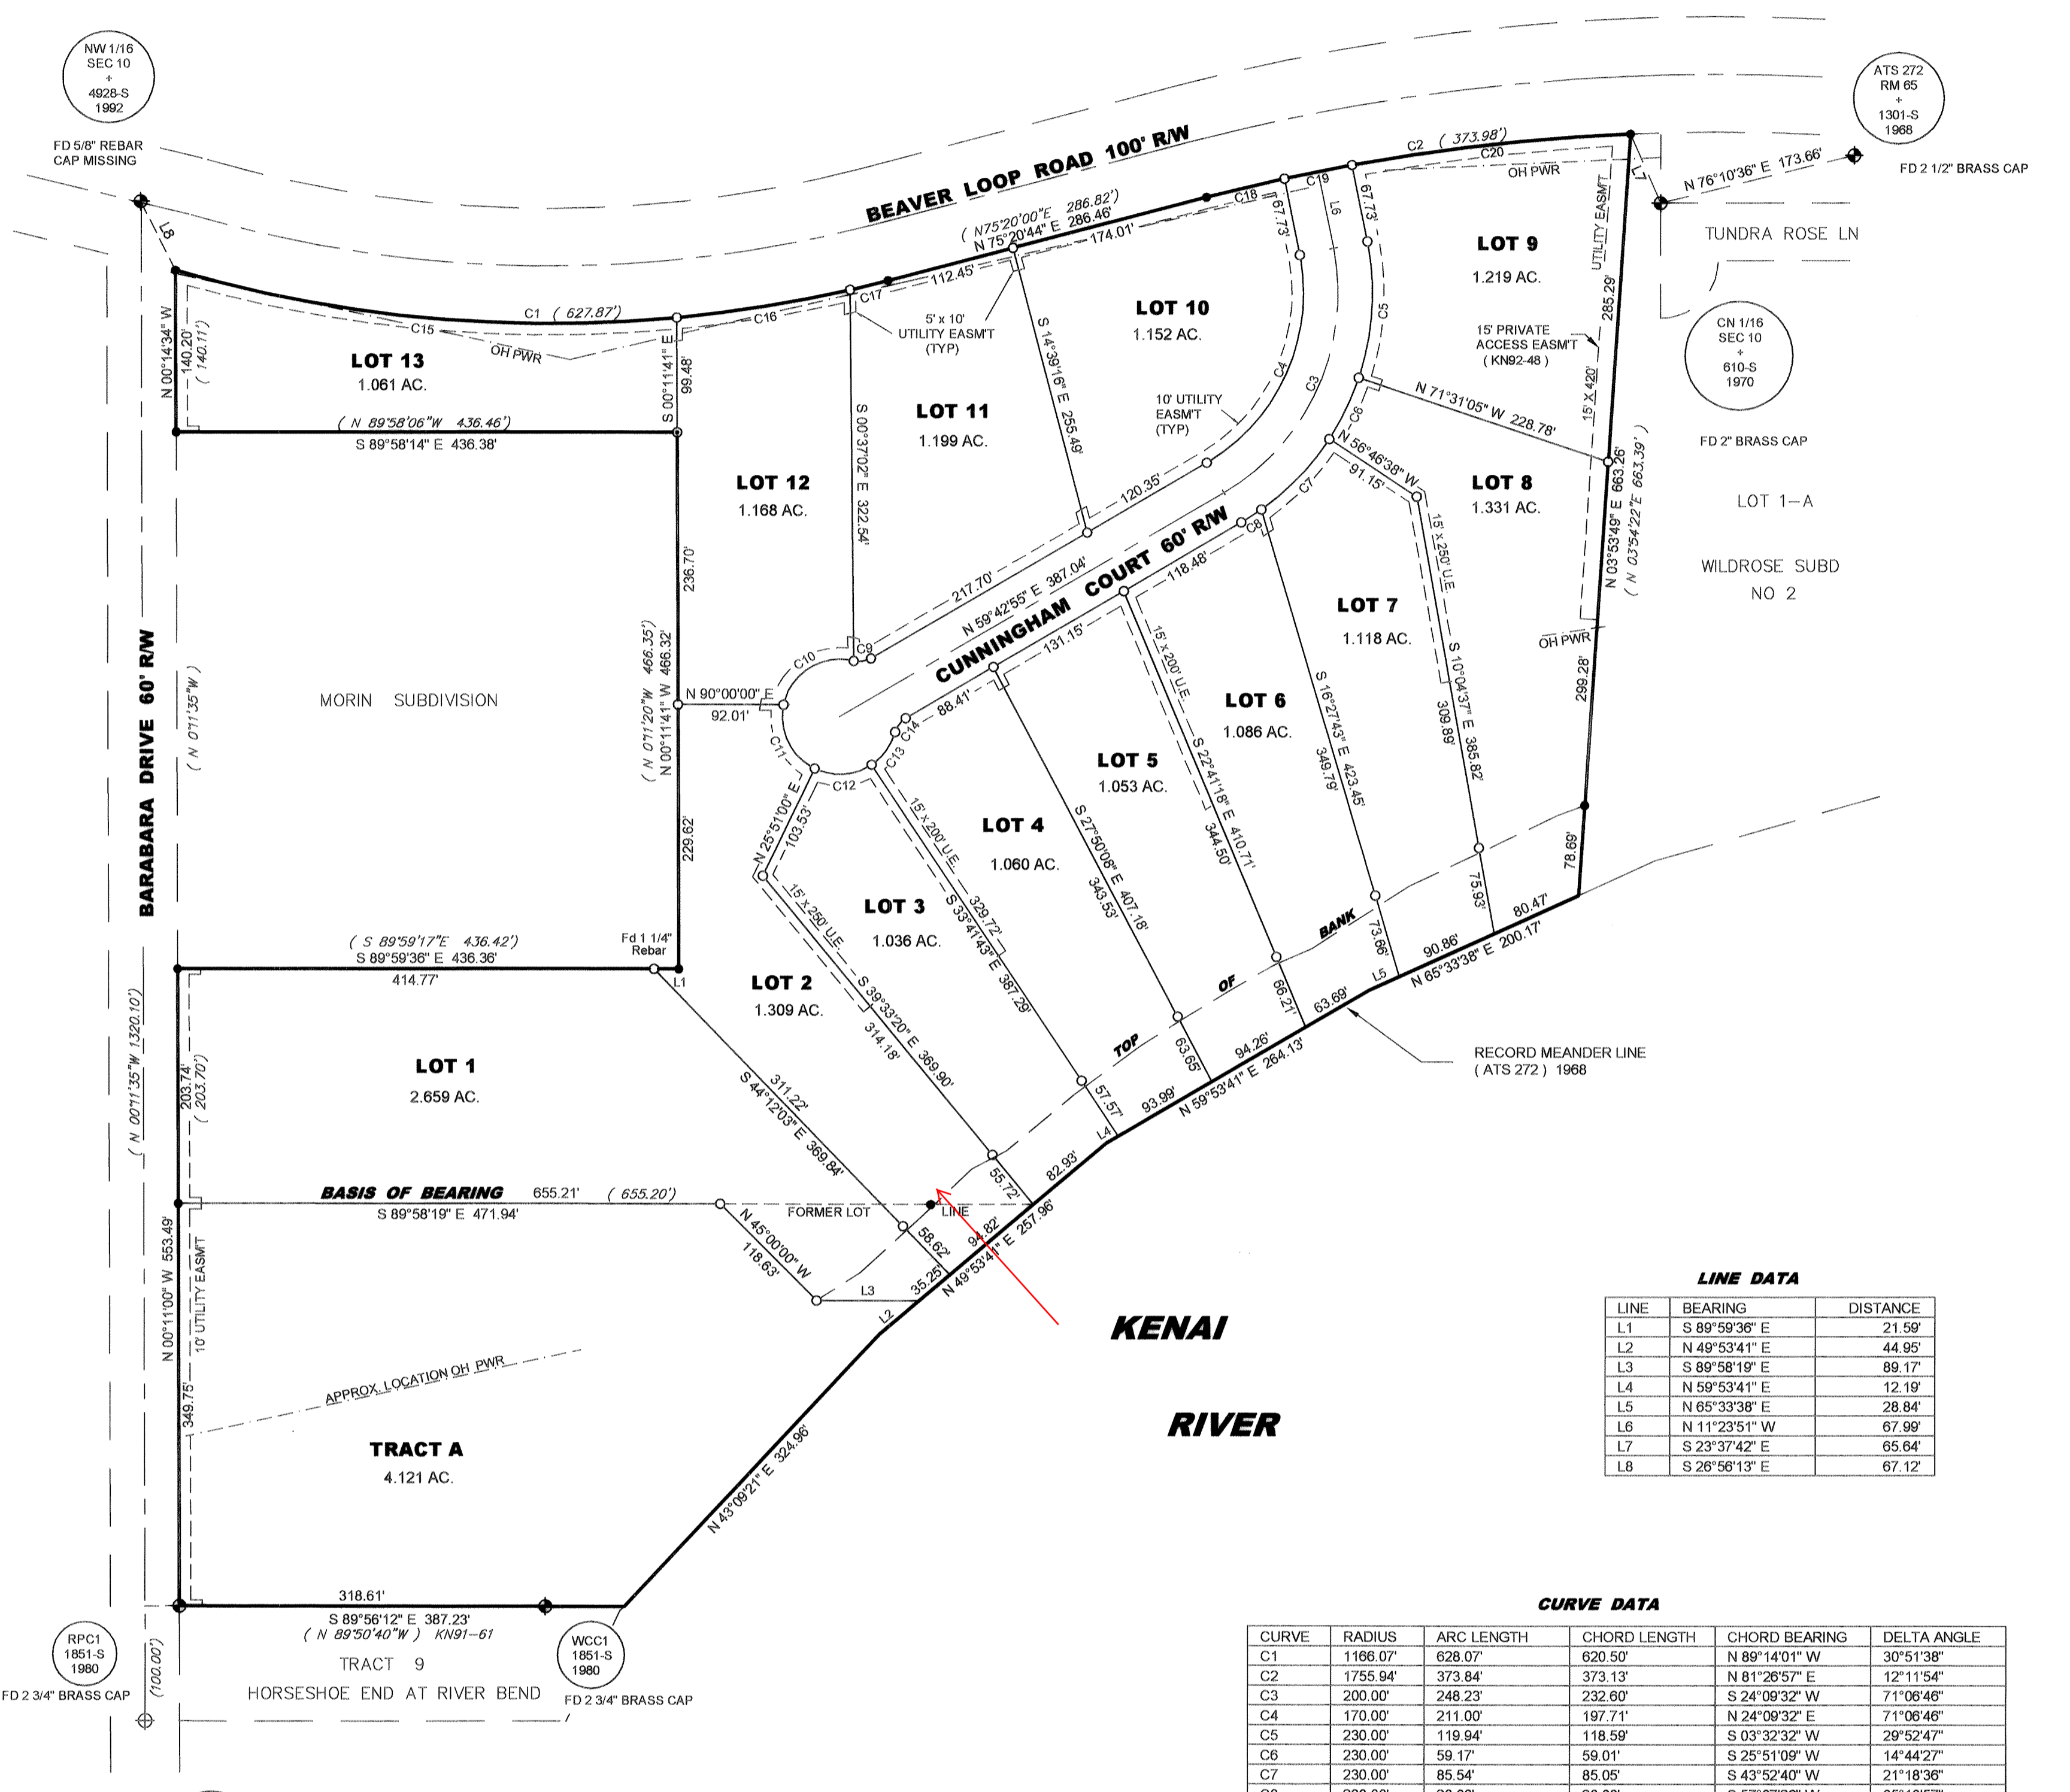 NW 1/16
SEC 10
+
4928-S
1992
FD 5/8" REBAR
CAP MISSING
L8
ATS 272
RM 65
+
1301-S
1968
FD 2 1/2" BRASS CAP
N 76°10'36" E 173.66'
L7
TUNDRA ROSE LN
CN 1/16
SEC 10
+
610-S
1970
FD 2" BRASS CAP
LOT 1-A
WILDROSE SUBD
NO 2
BEAVER LOOP ROAD 100' R/W
( N75°20'00"E 286.82')
N 75°20'44" E 286.46'
174.01'
112.45'
C1 ( 627.87')
C2 ( 373.98')
C15
C16
C17
C18
C19
C20
OH PWR
OH PWR
N 00°14'34" W
140.20'
( 140.11')
LOT 13
1.061 AC.
( N 89°58'06"W 436.46')
S 89°58'14" E 436.38'
S 00°11'41" E
99.48'
5' x 10'
UTILITY EASM'T
(TYP)
LOT 12
1.168 AC.
S 00°37'02" E 322.54'
LOT 11
1.199 AC.
S 14°39'16" E 255.49'
LOT 10
1.152 AC.
10' UTILITY
EASM'T
(TYP)
67.73'
67.73'
L6
C3
C4
C5
C6
C7
C8
LOT 9
1.219 AC.
UTILITY EASM'T
285.29'
15' PRIVATE
ACCESS EASM'T
( KN92-48 )
15' X 420'
N 71°31'05" W 228.78'
N 03°53'49" E 663.26'
( N 03°54'22"E 663.39' )
LOT 8
1.331 AC.
N 56°46'38" W
91.15'
15' x 250' U.E.
OH PWR
299.28'
78.69'
120.35'
217.70'
N 59°42'55" E 387.04'
CUNNINGHAM COURT 60' R/W
118.48'
131.15'
88.41'
C9
C10
C11
C12
C13
C14
236.70'
( N 0°11'20"W 466.35')
N 00°11'41" W 466.32'
229.62'
N 90°00'00" E
92.01'
MORIN SUBDIVISION
BARABARA DRIVE 60' R/W
( N 0°11'35"W )
LOT 7
1.118 AC.
S 10°04'37" E 385.82'
309.89'
75.93'
LOT 6
1.086 AC.
S 16°27'43" E 423.45'
349.79'
73.66'
LOT 5
1.053 AC.
15' x 200' U.E.
S 22°41'18" E 410.71'
344.50'
66.21'
LOT 4
1.060 AC.
S 27°50'08" E 407.18'
343.53'
63.65'
LOT 3
1.036 AC.
15' x 200' U.E.
329.72'
S 33°41'43" E 387.29'
57.57'
N 25°51'00" E
103.53'
15' x 250' U.E.
LOT 2
1.309 AC.
S 39°33'20" E 369.90'
314.18'
55.72'
( S 89°59'17"E 436.42')
S 89°59'36" E 436.36'
414.77'
Fd 1 1/4"
Rebar
L1
LOT 1
2.659 AC.
311.22'
S 44°12'03" E 369.84'
58.62'
( N 00°11'35"W 1320.10')
203.74'
( 203.70')
BASIS OF BEARING 655.21' ( 655.20')
S 89°58'19" E 471.94'
FORMER LOT LINE
N 45°00'00" W
118.63'
L3
L2
35.25'
94.82'
N 49°53'41" E 257.96'
82.93'
L4
93.99'
94.26'
N 59°53'41" E 264.13'
63.69'
L5
90.86'
80.47'
N 65°33'38" E 200.17'
TOP OF BANK
RECORD MEANDER LINE
( ATS 272 ) 1968
KENAI
RIVER
N 00°11'00" W 553.49'
10' UTILITY EASM'T
349.75'
APPROX. LOCATION OH PWR
TRACT A
4.121 AC.
N 43°09'21" E 324.96'
318.61'
S 89°56'12" E 387.23'
( N 89°50'40"W ) KN91-61
RPC1
1851-S
1980
FD 2 3/4" BRASS CAP
WCC1
1851-S
1980
FD 2 3/4" BRASS CAP
TRACT 9
HORSESHOE END AT RIVER BEND
(100.00')
LINE DATA
LINE BEARING DISTANCE
L1 S 89°59'36" E 21.59'
L2 N 49°53'41" E 44.95'
L3 S 89°58'19" E 89.17'
L4 N 59°53'41" E 12.19'
L5 N 65°33'38" E 28.84'
L6 N 11°23'51" W 67.99'
L7 S 23°37'42" E 65.64'
L8 S 26°56'13" E 67.12'
CURVE DATA
CURVE RADIUS ARC LENGTH CHORD LENGTH CHORD BEARING DELTA ANGLE
C1 1166.07' 628.07' 620.50' N 89°14'01" W 30°51'38"
C2 1755.94' 373.84' 373.13' N 81°26'57" E 12°11'54"
C3 200.00' 248.23' 232.60' S 24°09'32" W 71°06'46"
C4 170.00' 211.00' 197.71' N 24°09'32" E 71°06'46"
C5 230.00' 119.94' 118.59' S 03°32'32" W 29°52'47"
C6 230.00' 59.17' 59.01' S 25°51'09" W 14°44'27"
C7 230.00' 85.54' 85.05' S 43°52'40" W 21°18'36"